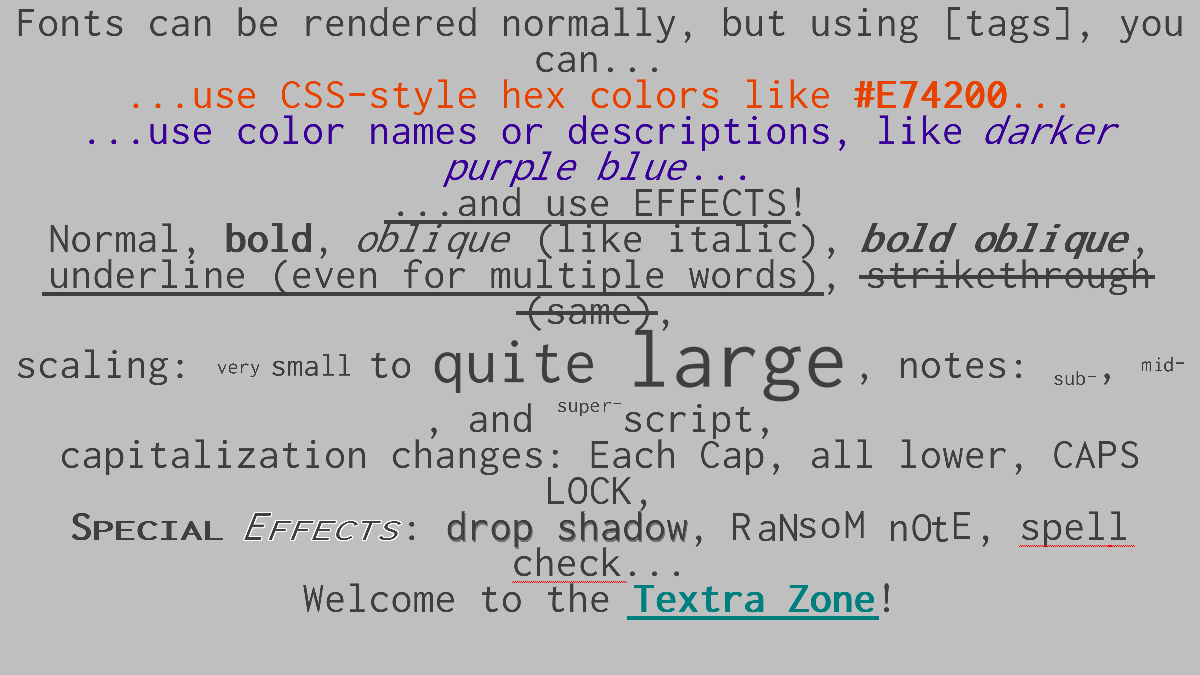 Fonts can be rendered normally, but using [tags], you
can...
...use CSS-style hex colors like #E74200...
...use color names or descriptions, like darker
purple blue...
...and use EFFECTS!
Normal, bold, oblique (like italic), bold oblique,
underline (even for multiple words), strikethrough
(same),
scaling: very small to quite large, notes: sub-, mid-
, and super-script,
capitalization changes: Each Cap, all lower, CAPS
LOCK,
SPECIAL EFFECTS: drop shadow, RaNsoM nOtE, spell
check...
Welcome to the Textra Zone!